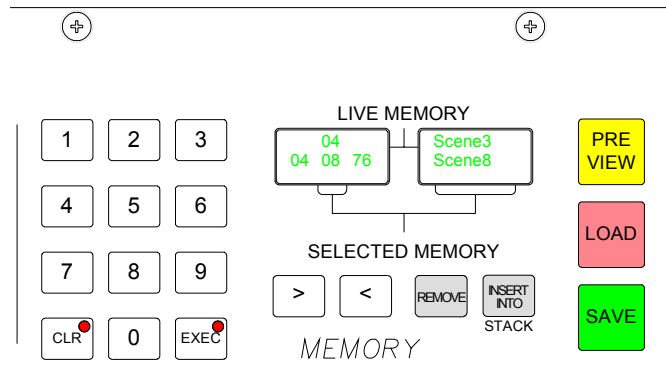 LIVE MEMORY
04
04 08 76
Scene3
Scene8
SELECTED MEMORY
1 2 3
4 5 6
7 8 9
CLR 0 EXEC
> <
REMOVE
INSERT
INTO
STACK
MEMORY
PRE
VIEW
LOAD
SAVE